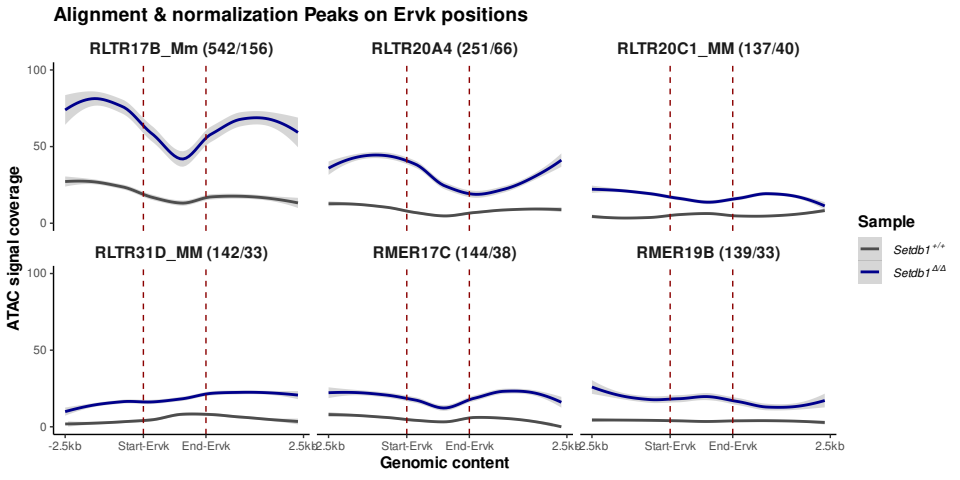 Alignment & normalization Peaks on Ervk positions
RLTR17B_Mm (542/156)
RLTR20A4 (251/66)
RLTR20C1_MM (137/40)
100
50
0
RLTR31D_MM (142/33)
RMER17C (144/38)
RMER19B (139/33)
100
50
0
-2.5kb Start-Ervk End-Ervk 2.5kb
-2.5kb Start-Ervk End-Ervk 2.5kb
-2.5kb Start-Ervk End-Ervk 2.5kb
Genomic content
ATAC signal coverage
Sample
Setdb1+/+
Setdb1Δ/Δ